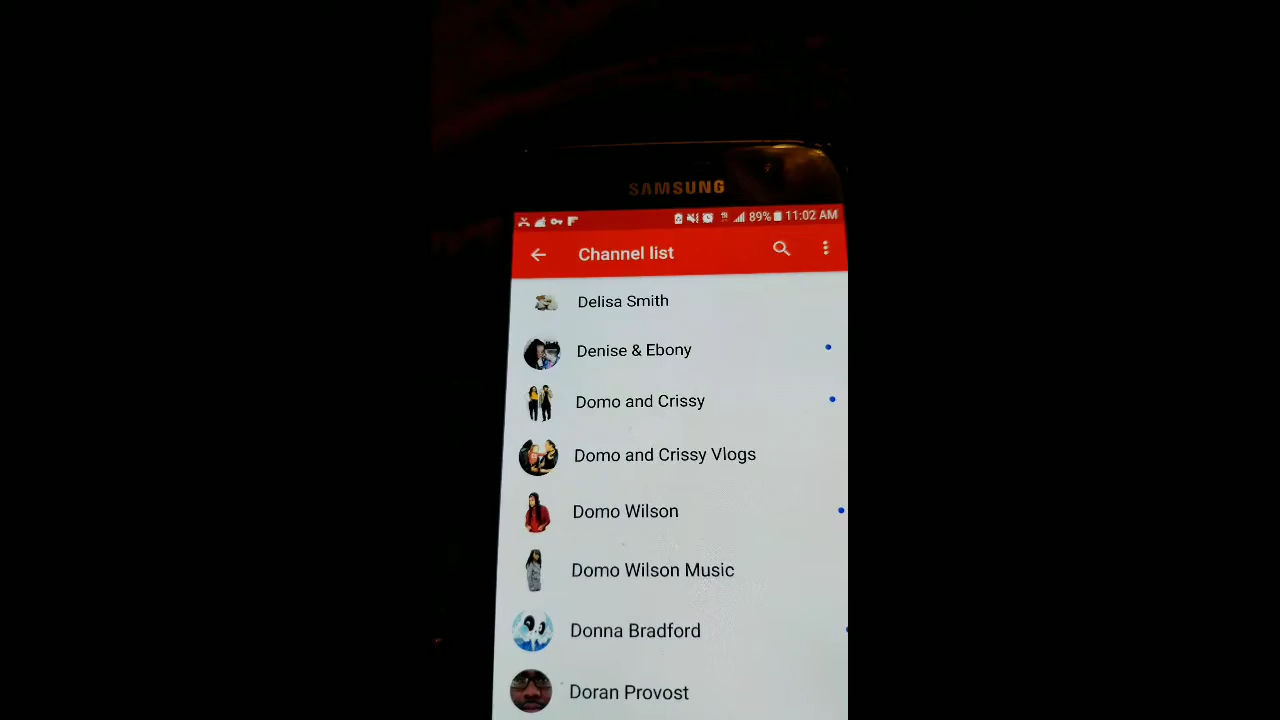 SAMSUNG
89% 11:02 AM
Channel list
Delisa Smith
Denise & Ebony
Domo and Crissy
Domo and Crissy Vlogs
Domo Wilson
Domo Wilson Music
Donna Bradford
Doran Provost